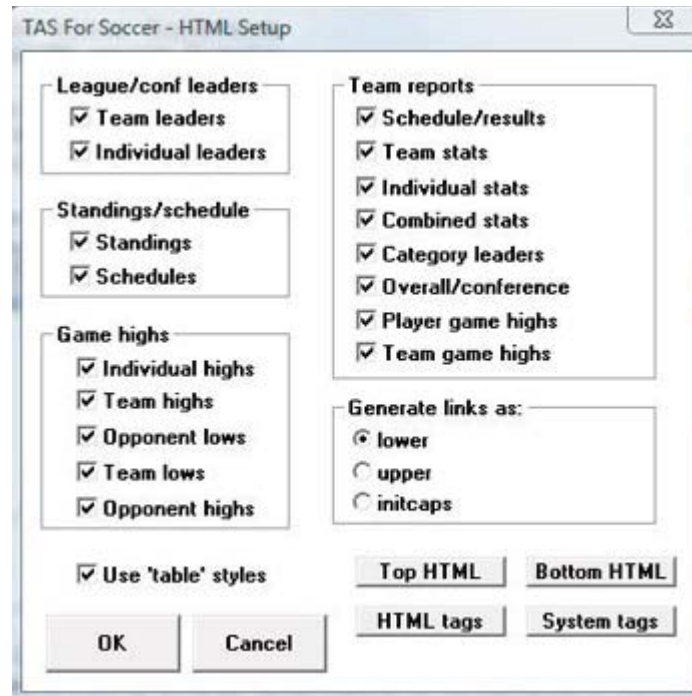 TAS For Soccer - HTML Setup
League/conf leaders
Team leaders
Individual leaders
Standings/schedule
Standings
Schedules
Game highs
Individual highs
Team highs
Opponent lows
Team lows
Opponent highs
Use 'table' styles
OK
Cancel
Team reports
Schedule/results
Team stats
Individual stats
Combined stats
Category leaders
Overall/conference
Player game highs
Team game highs
Generate links as:
lower
upper
initcaps
Top HTML
Bottom HTML
HTML tags
System tags